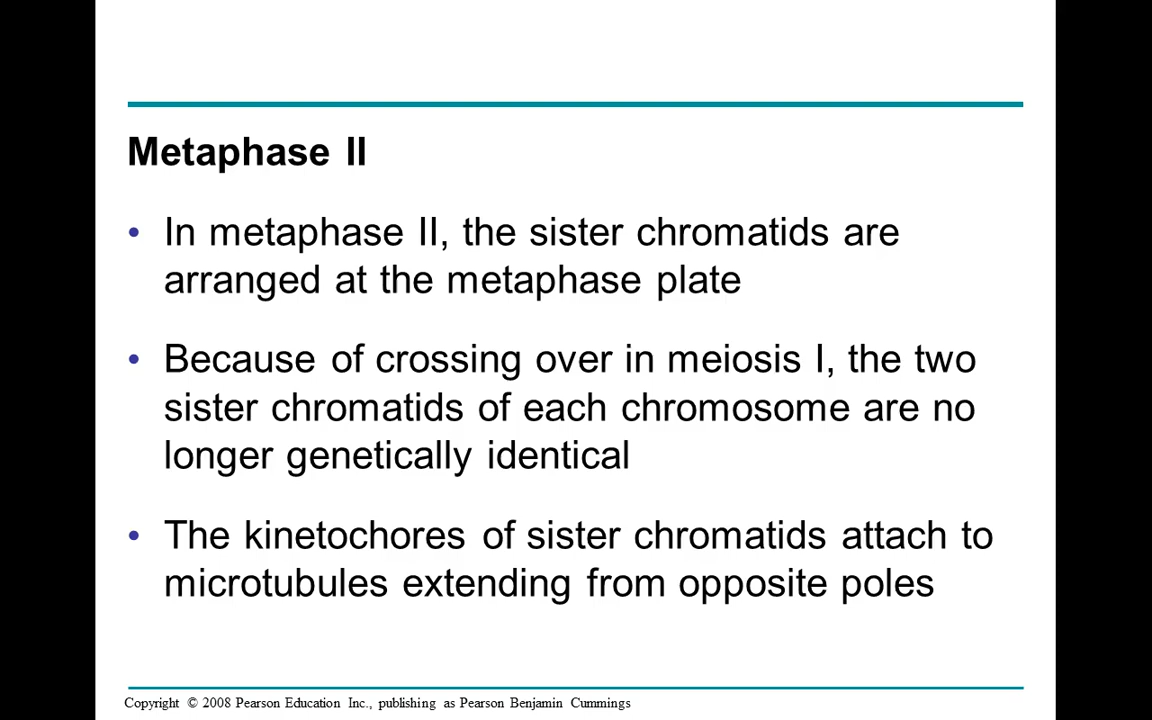 Metaphase II
• In metaphase II, the sister chromatids are
arranged at the metaphase plate
• Because of crossing over in meiosis I, the two
sister chromatids of each chromosome are no
longer genetically identical
• The kinetochores of sister chromatids attach to
microtubules extending from opposite poles
Copyright © 2008 Pearson Education Inc., publishing as Pearson Benjamin Cummings